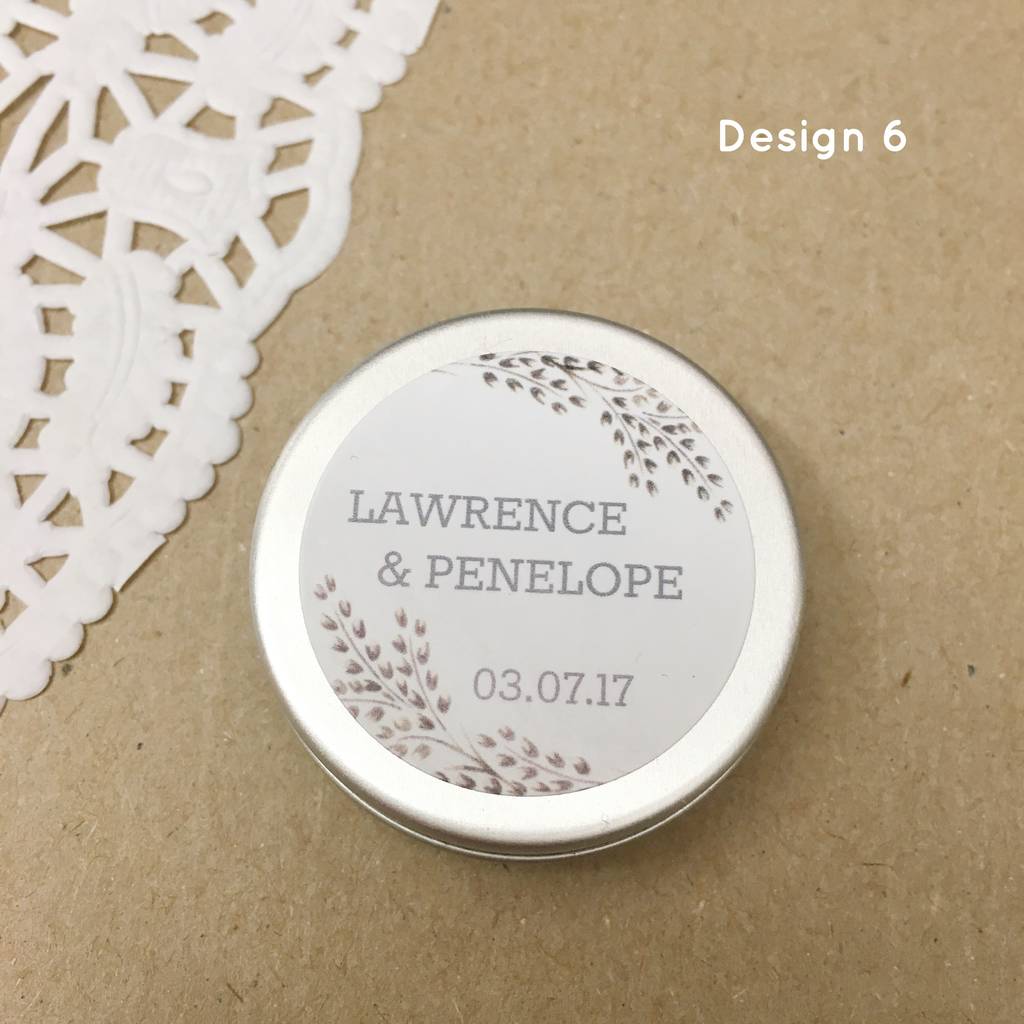 Design 6
LAWRENCE
& PENELOPE
03.07.17